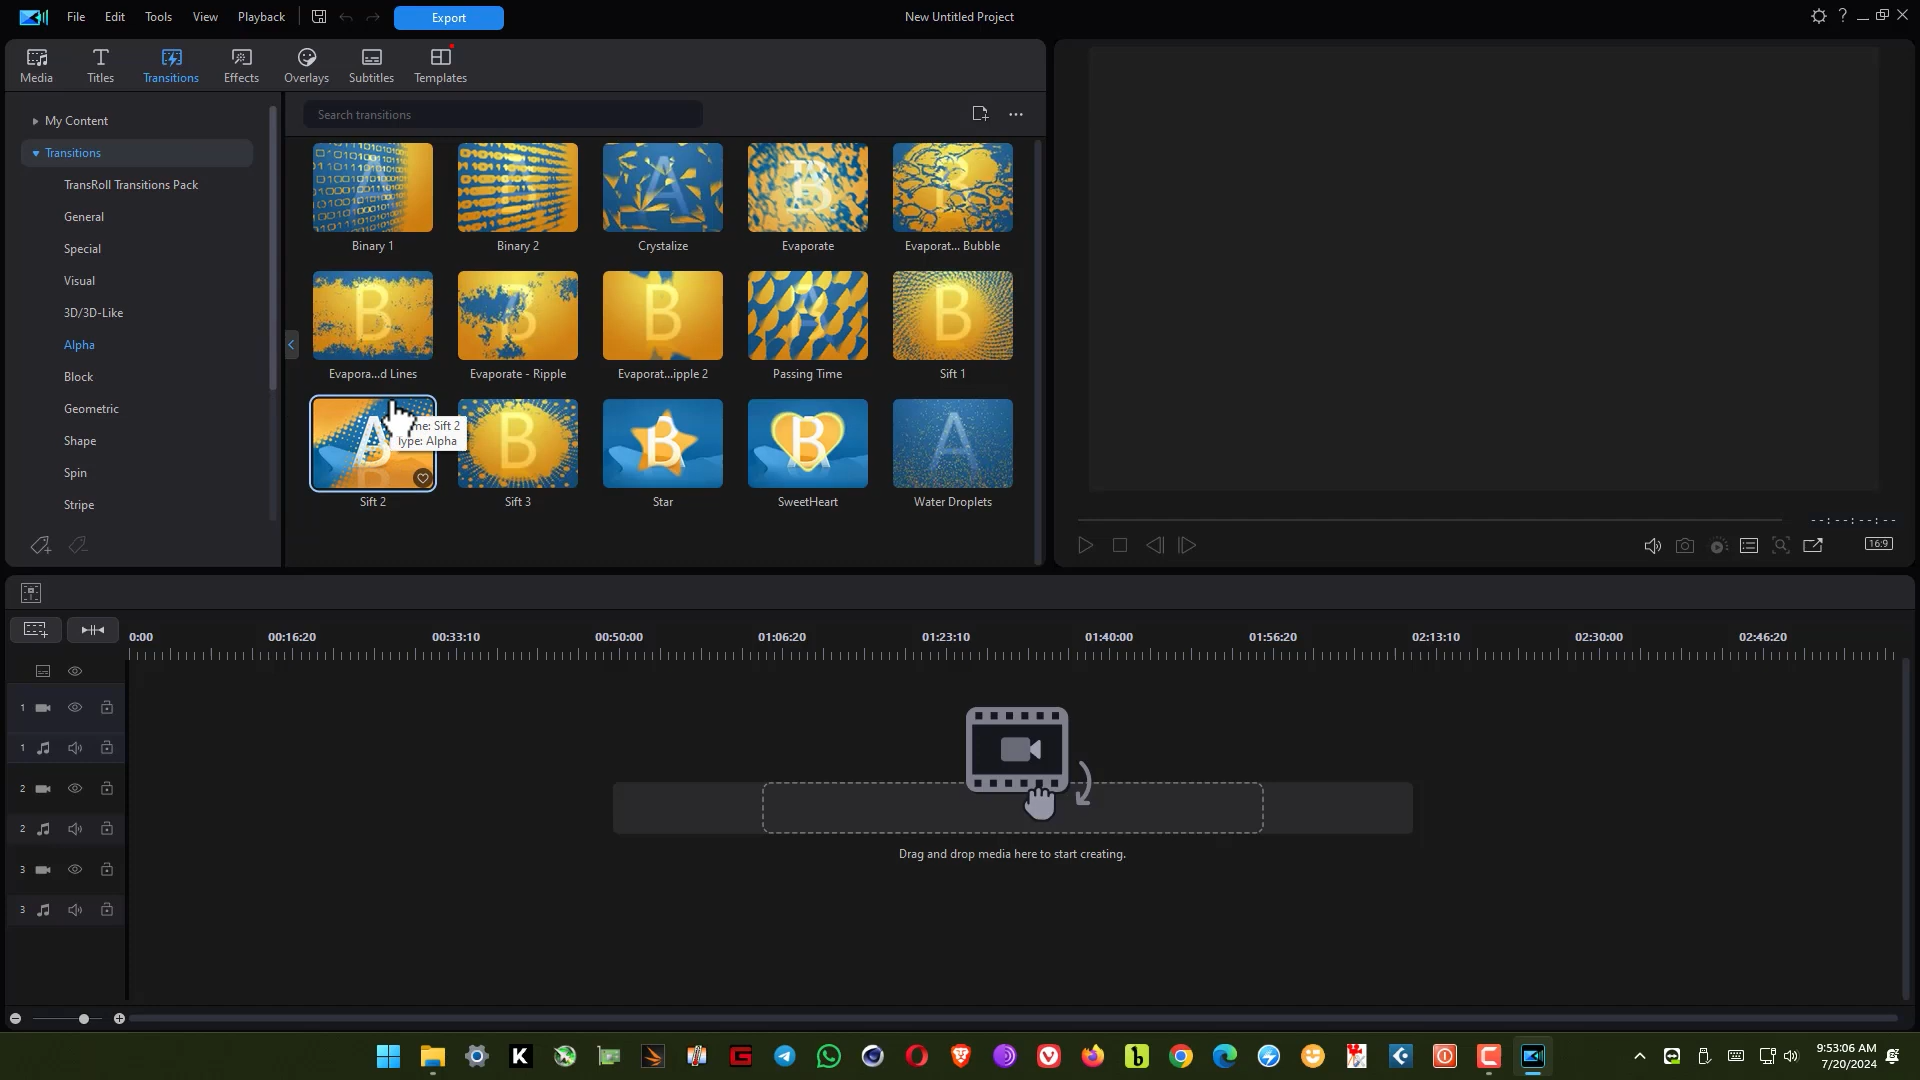 File Edit Tools View Playback Export New Untitled Project
Media Titles Transitions Effects Overlays Subtitles Templates
Search transitions
My Content
Transitions
TransRoll Transitions Pack
General
Special
Visual
3D/3D-Like
Alpha
Block
Geometric
Shape
Spin
Stripe
Binary 1 Binary 2 Crystalize Evaporate Evaporat... Bubble
Evapora...d Lines Evaporate - Ripple Evaporat...ipple 2 Passing Time Sift 1
me: Sift 2
Type: Alpha
Sift 2 Sift 3 Star SweetHeart Water Droplets
--:--:--:--
16:9
0:00 00:16:20 00:33:10 00:50:00 01:06:20 01:23:10 01:40:00 01:56:20 02:13:10 02:30:00 02:46:20
1
1
2
2
3
3
Drag and drop media here to start creating.
9:53:06 AM
7/20/2024